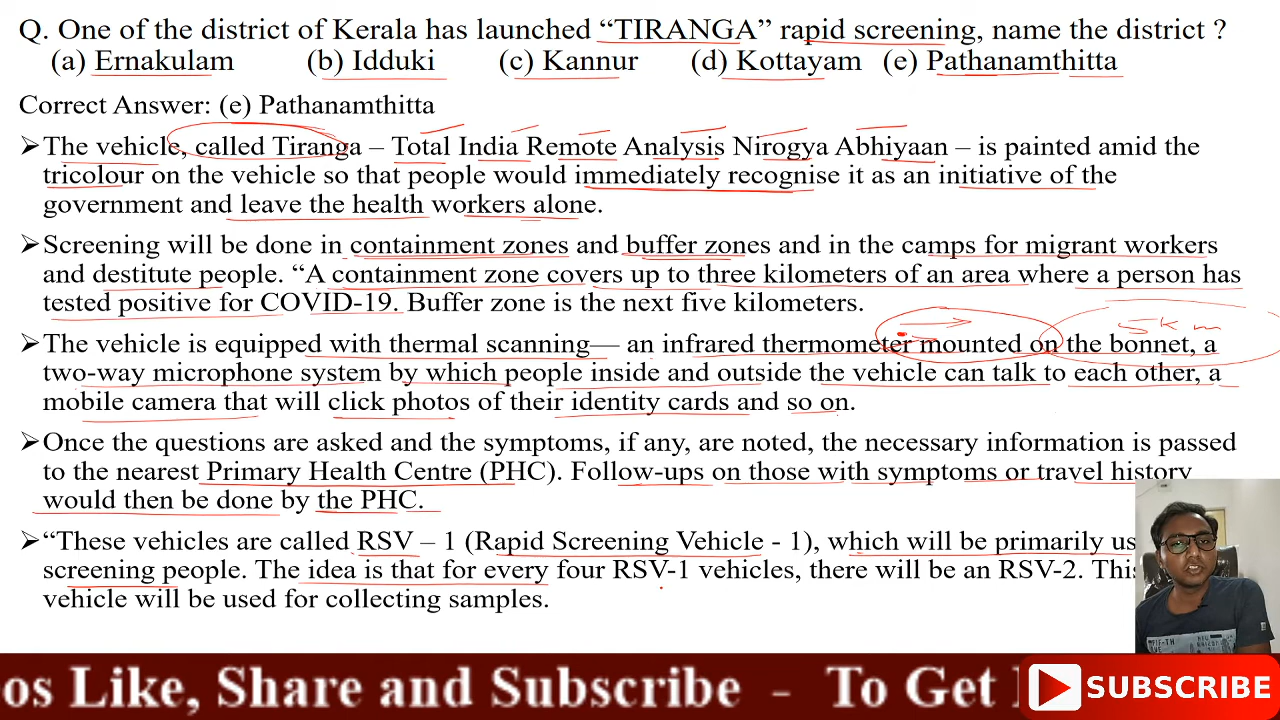 Q. One of the district of Kerala has launched “TIRANGA” rapid screening, name the district ?
(a) Ernakulam (b) Idduki (c) Kannur (d) Kottayam (e) Pathanamthitta
Correct Answer: (e) Pathanamthitta
➢The vehicle, called Tiranga – Total India Remote Analysis Nirogya Abhiyaan – is painted amid the
tricolour on the vehicle so that people would immediately recognise it as an initiative of the
government and leave the health workers alone.
➢Screening will be done in containment zones and buffer zones and in the camps for migrant workers
and destitute people. “A containment zone covers up to three kilometers of an area where a person has
tested positive for COVID-19. Buffer zone is the next five kilometers.
5km
➢The vehicle is equipped with thermal scanning— an infrared thermometer mounted on the bonnet, a
two-way microphone system by which people inside and outside the vehicle can talk to each other, a
mobile camera that will click photos of their identity cards and so on.
➢Once the questions are asked and the symptoms, if any, are noted, the necessary information is passed
to the nearest Primary Health Centre (PHC). Follow-ups on those with symptoms or travel history
would then be done by the PHC.
➢“These vehicles are called RSV – 1 (Rapid Screening Vehicle - 1), which will be primarily us
screening people. The idea is that for every four RSV-1 vehicles, there will be an RSV-2. This
vehicle will be used for collecting samples.
os Like, Share and Subscribe - To Get
SUBSCRIBE